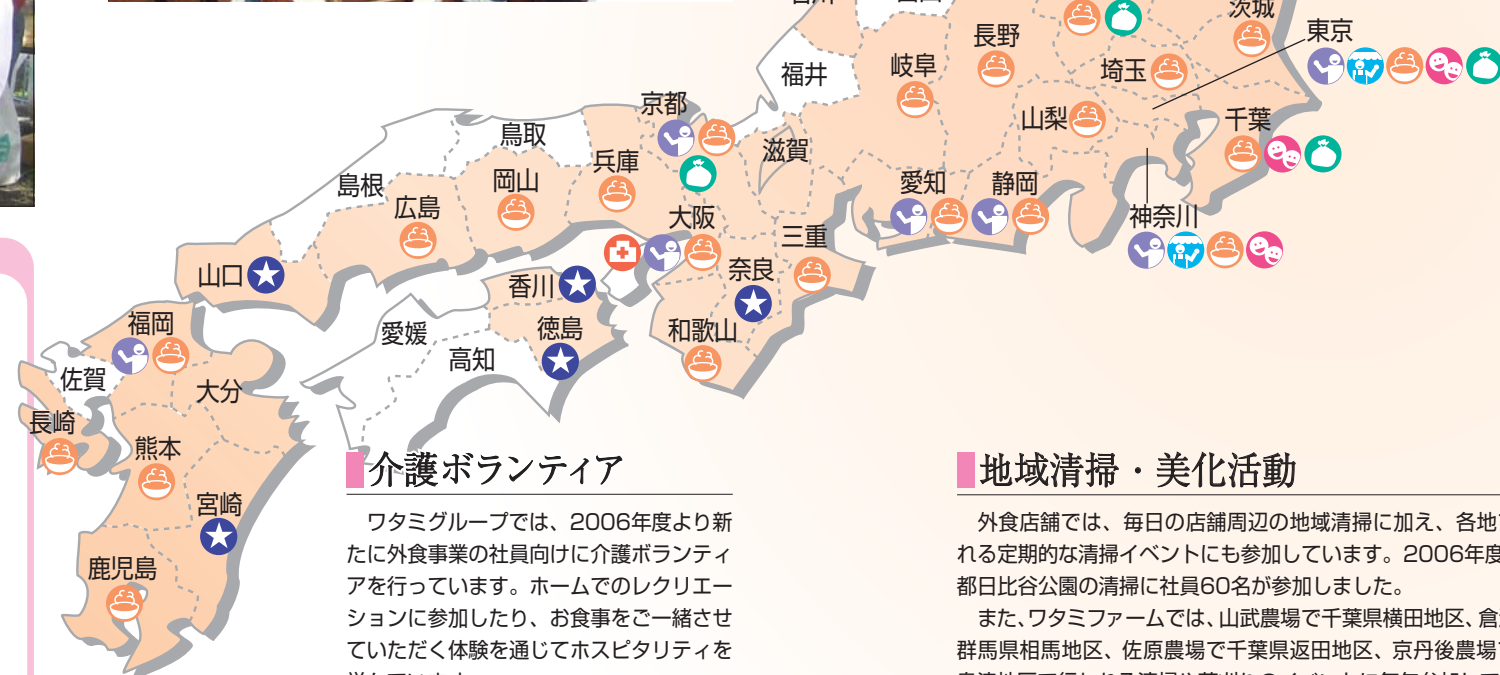 茨城
東京
長野
福井
岐阜
埼玉
京都
山梨
千葉
鳥取
滋賀
兵庫
島根
岡山
愛知
静岡
広島
大阪
神奈川
三重
山口
香川
奈良
福岡
愛媛
徳島
和歌山
高知
佐賀
大分
長崎
熊本
宮崎
鹿児島
介護ボランティア
ワタミグループでは、2006年度より新
たに外食事業の社員向けに介護ボランティ
アを行っています。ホームでのレクリエー
ションに参加したり、お食事をご一緒させ
ていただく体験を通じてホスピタリティを
地域清掃・美化活動
外食店舗では、毎日の店舗周辺の地域清掃に加え、各地
れる定期的な清掃イベントにも参加しています。2006年度
都日比谷公園の清掃に社員60名が参加しました。
また、ワタミファームでは、山武農場で千葉県横田地区、倉
群馬県相馬地区、佐原農場で千葉県返田地区、京丹後農場